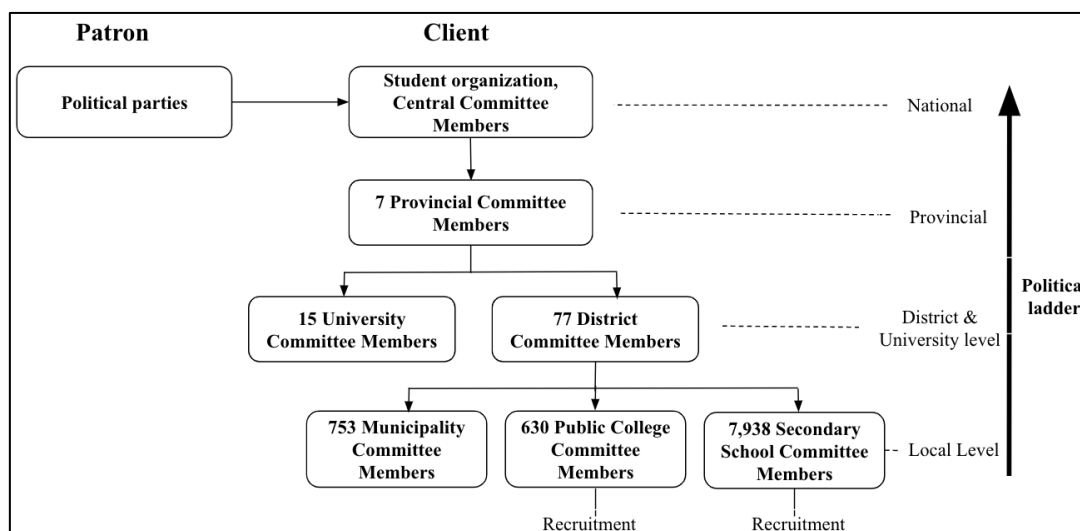 Patron
Client
Political parties
Student organization,
Central Committee
Members
National
7 Provincial Committee
Members
Provincial
15 University
Committee Members
77 District
Committee Members
District &
University level
Political
ladder
753 Municipality
Committee
Members
630 Public College
Committee
Members
7,938 Secondary
School Committee
Members
Local Level
Recruitment
Recruitment